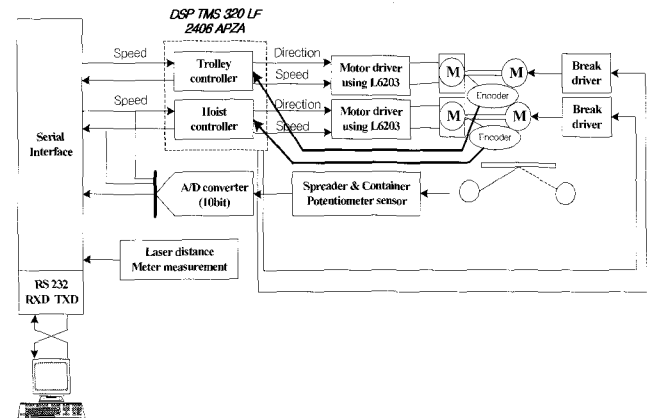 DSP TMS 320 LF
2406 APZA
Speed
Trolley
controller
Direction
Speed
Motor driver
using L6203
M
M
Encoder
Break
driver
Speed
Hoist
controller
Direction
Speed
Motor driver
using L6203
M
M
Encoder
Break
driver
Serial
Interface
A/D converter
(10bit)
Spreader & Container
Potentiometer sensor
Laser distance
Meter measurement
RS 232
RXD TXD